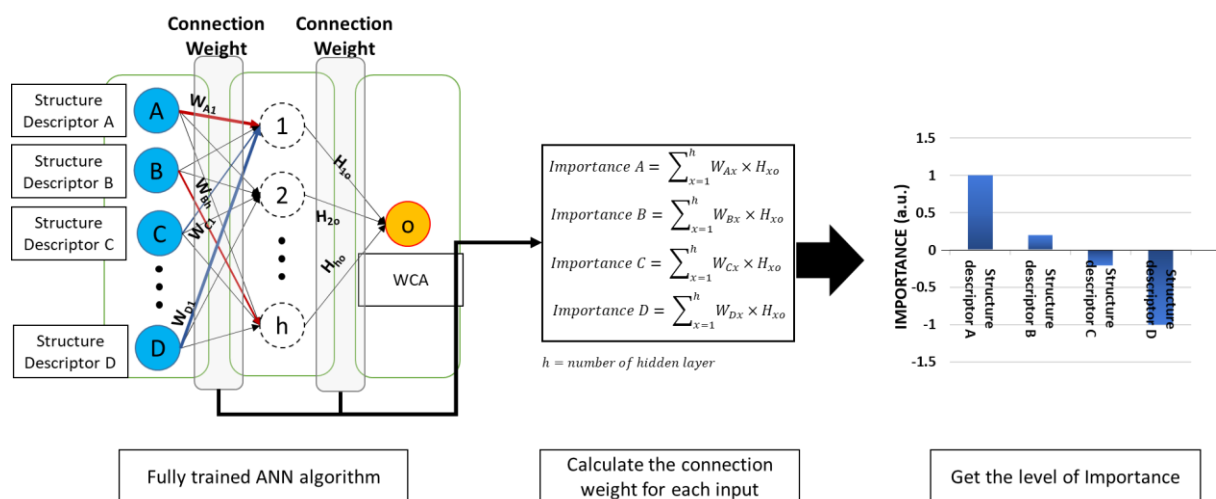 Connection
Weight
Connection
Weight
Structure
Descriptor A
A
W_A1
1
Structure
Descriptor B
B
W_Bh
2
H_1o
Structure
Descriptor C
C
W_C1
H_2o
o
H_ho
WCA
W_D1
Structure
Descriptor D
D
h
Importance A = ∑_{x=1}^{h} W_Ax × H_xo
Importance B = ∑_{x=1}^{h} W_Bx × H_xo
Importance C = ∑_{x=1}^{h} W_Cx × H_xo
Importance D = ∑_{x=1}^{h} W_Dx × H_xo
h = number of hidden layer
IMPORTANCE (a.u.)
1.5
1
0.5
0
-0.5
-1
-1.5
Structure
descriptor A
Structure
descriptor B
Structure
descriptor C
Structure
descriptor D
Fully trained ANN algorithm
Calculate the connection
weight for each input
Get the level of Importance